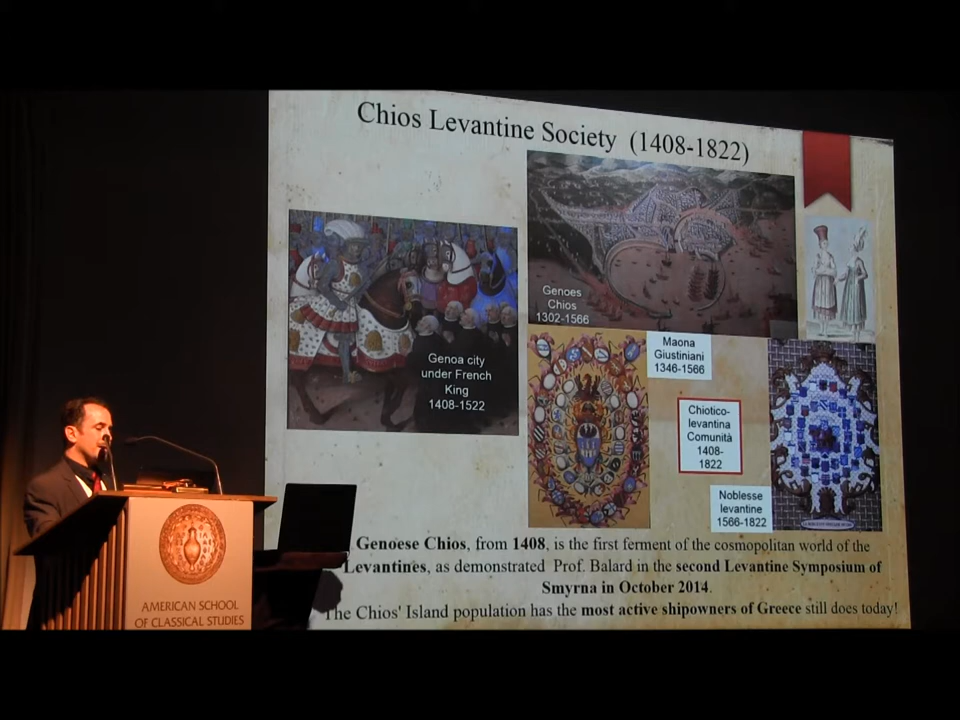 Chios Levantine Society (1408-1822)
Genoes
Chios
1302-1566
Genoa city
under French
King
1408-1522
Maona
Giustiniani
1346-1566
Chiotico-
levantina
Comunità
1408-
1822
Noblesse
levantine
1566-1822
Genoese Chios, from 1408, is the first ferment of the cosmopolitan world of the
Levantines, as demonstrated Prof. Balard in the second Levantine Symposium of
Smyrna in October 2014.
The Chios' Island population has the most active shipowners of Greece still does today!
AMERICAN SCHOOL
OF CLASSICAL STUDIES